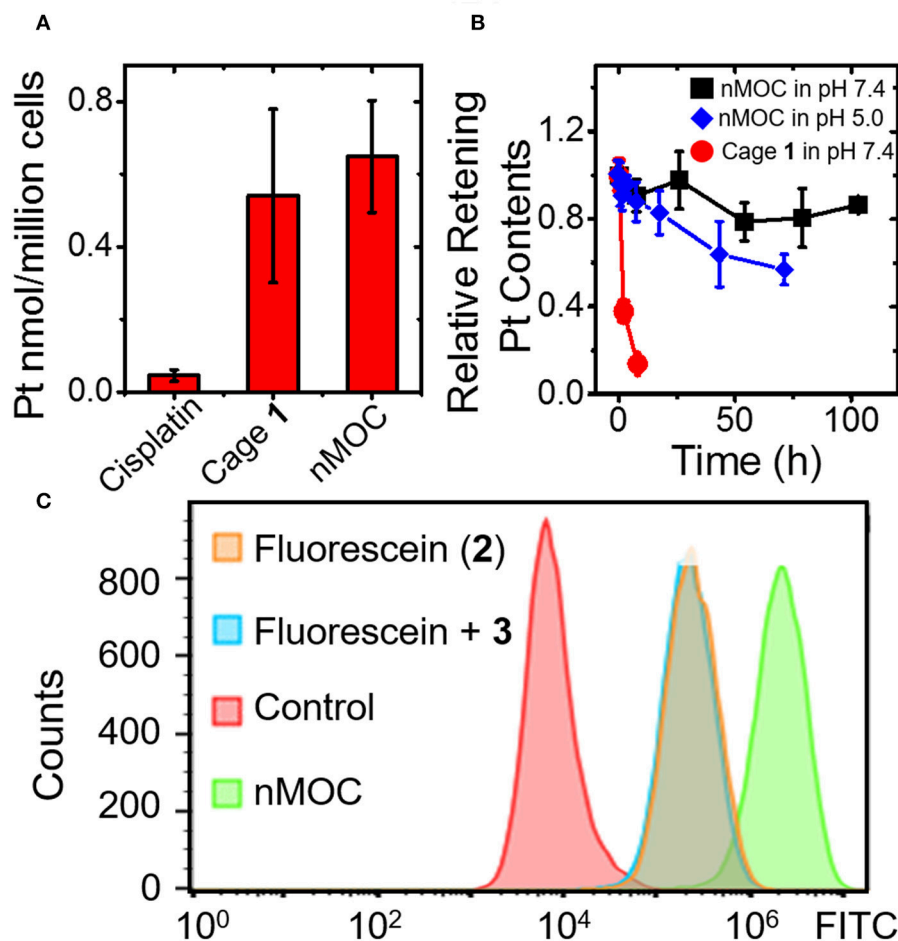 A
Pt nmol/million cells
0.8
0.4
0.0
Cisplatin
Cage 1
nMOC
B
Relative Retening
Pt Contents
1.2
0.8
0.4
0.0
nMOC in pH 7.4
nMOC in pH 5.0
Cage 1 in pH 7.4
0
50
100
Time (h)
C
Counts
800
600
400
200
0
Fluorescein (2)
Fluorescein + 3
Control
nMOC
10⁰
10²
10⁴
10⁶
FITC